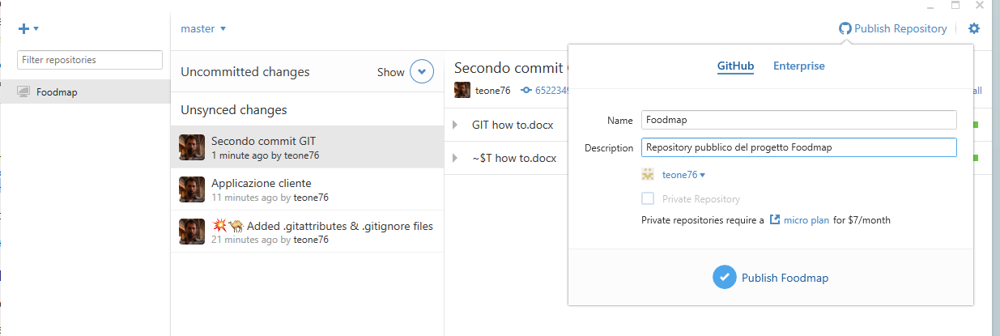 master
Publish Repository
Filter repositories
Foodmap
Uncommitted changes
Show
Unsynced changes
Secondo commit GIT
1 minute ago by teone76
Applicazione cliente
11 minutes ago by teone76
Added .gitattributes & .gitignore files
21 minutes ago by teone76
Secondo commit
teone76
6522349
all
GIT how to.docx
~$T how to.docx
GitHub
Enterprise
Name
Foodmap
Description
Repository pubblico del progetto Foodmap
teone76
Private Repository
Private repositories require a micro plan for $7/month
Publish Foodmap